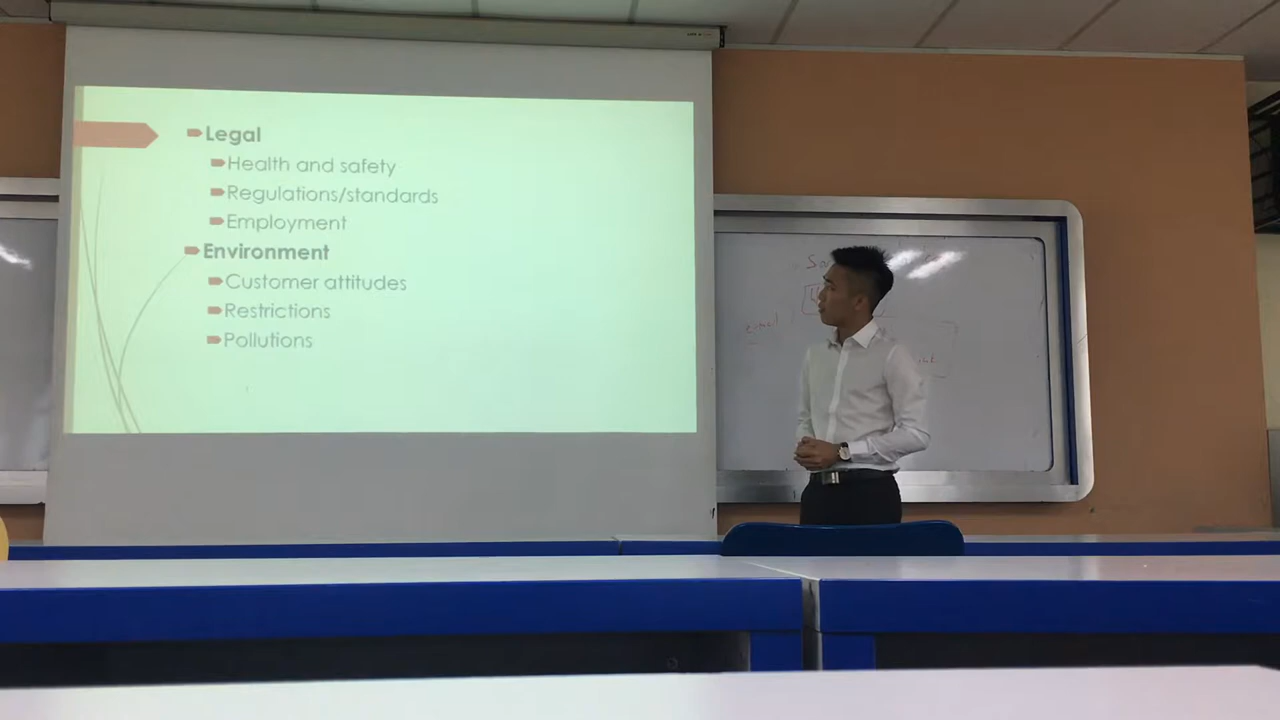 Legal
Health and safety
Regulations/standards
Employment
Environment
Customer attitudes
Restrictions
Pollutions